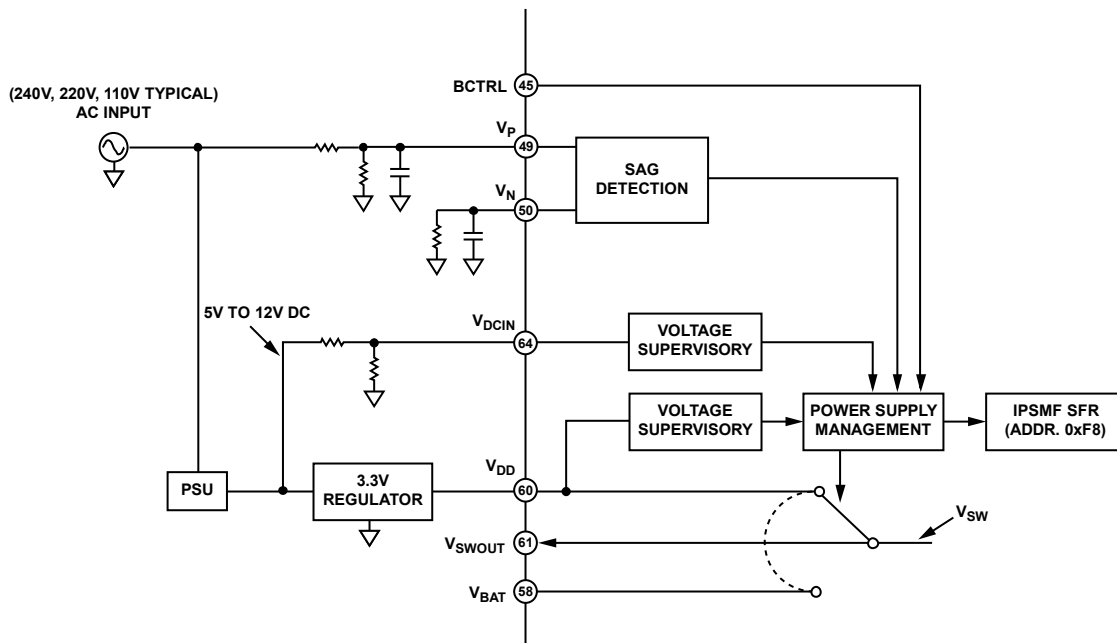 (240V, 220V, 110V TYPICAL)
AC INPUT
BCTRL
45
VP
49
SAG
DETECTION
VN
50
5V TO 12V DC
VDCIN
64
VOLTAGE
SUPERVISORY
VOLTAGE
SUPERVISORY
POWER SUPPLY
MANAGEMENT
IPSMF SFR
(ADDR. 0xF8)
PSU
3.3V
REGULATOR
VDD
60
VSW
VSWOUT
61
VBAT
58